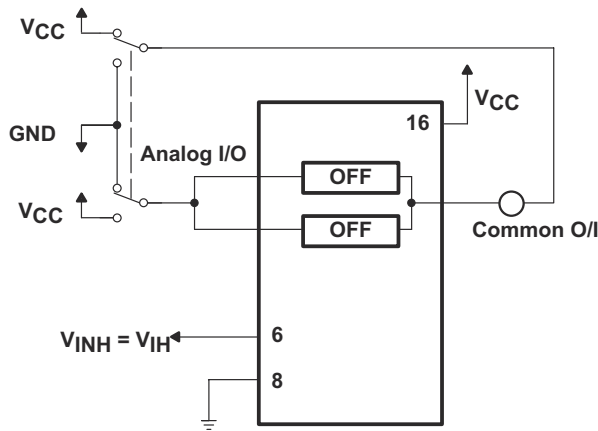 VCC
GND
VCC
Analog I/O
16
VCC
OFF
OFF
Common O/I
VINH = VIH
6
8